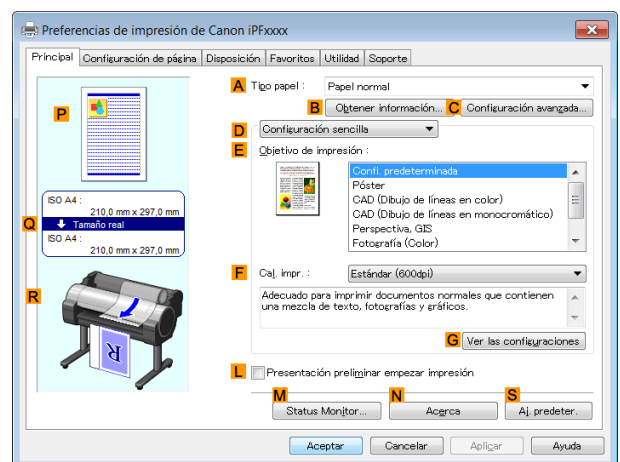 Preferencias de impresión de Canon iPFxxxx
Principal Configuración de página Disposición Favoritos Utilidad Soporte
A Tipo papel : Papel normal
P
B Obtener información... C Configuración avanzada...
D Configuración sencilla
E Objetivo de impresión :
Confi. predeterminada
Póster
CAD (Dibujo de líneas en color)
CAD (Dibujo de líneas en monocromático)
Perspectiva, GIS
Fotografía (Color)
ISO A4 :
210,0 mm x 297,0 mm
Q Tamaño real
ISO A4 :
210,0 mm x 297,0 mm
F Cal. impr. : Estándar (600dpi)
R
Adecuado para imprimir documentos normales que contienen
una mezcla de texto, fotografías y gráficos.
G Ver las configuraciones
L Presentación preliminar empezar impresión
M N S
Status Monitor... Acerca Aj. predeter.
Aceptar Cancelar Aplicar Ayuda